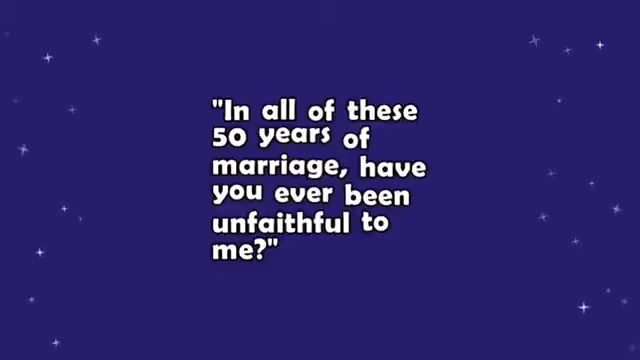 "In all of these
50 years of
marriage, have
you ever been
unfaithful to
me?"